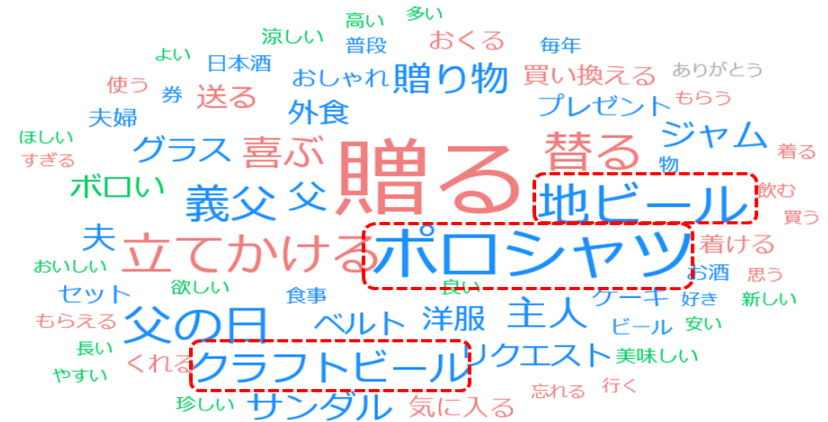 高い 多い
涼しい 普段 おくる 毎年
よい 日本酒 おしゃれ 贈り物 買い換える ありがとう
使う 券 送る 外食 プレゼント もらう
夫婦 グラス 喜ぶ 贈る 替る ジャム
ほしい 物 着る
すぎる ボロい 義父 父 地ビール 飲む
買う
夫 立てかける ポロシャツ 着ける
おいしい 欲しい 良い お酒 思う
セット 食事 ケーキ 好き 新しい
もらえる 父の日 ベルト 洋服 主人 ビール 安い
長い くれる クラフトビール リクエスト 美味しい
やすい 忘れる 行く
珍しい サンダル 気に入る